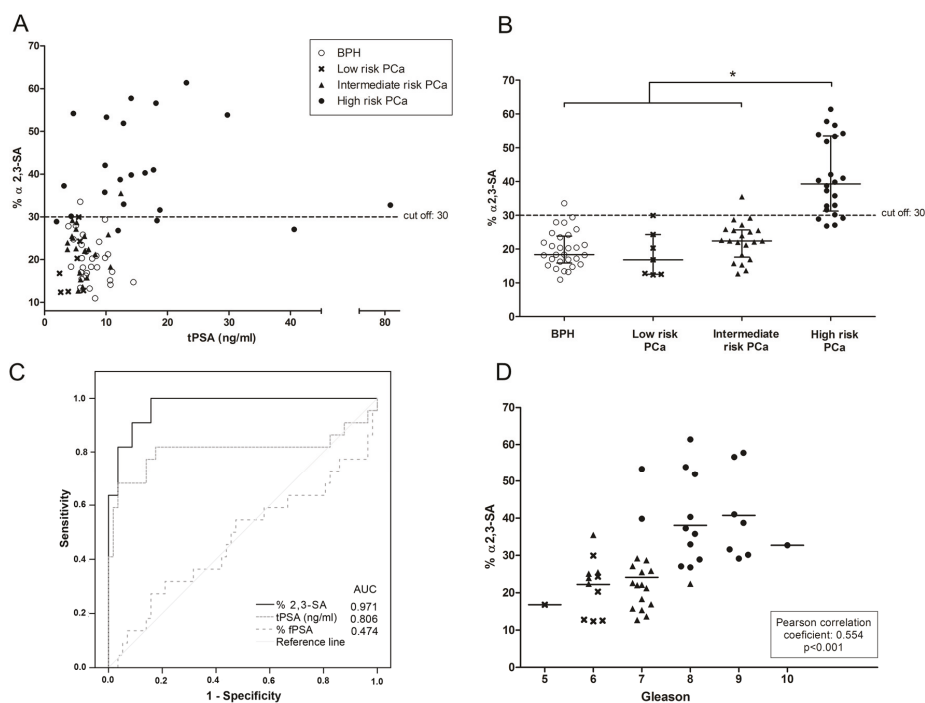 A
% α 2,3-SA
70
60
50
40
30
20
10
0
10
20
30
40
80
tPSA (ng/ml)
BPH
Low risk PCa
Intermediate risk PCa
High risk PCa
cut off: 30
B
% α 2,3-SA
70
60
50
40
30
20
10
0
*
cut off: 30
BPH
Low risk
PCa
Intermediate
risk PCa
High risk
PCa
C
Sensitivity
1.0
0.8
0.6
0.4
0.2
0.0
0.0
0.2
0.4
0.6
0.8
1.0
1 - Specificity
AUC
% 2,3-SA 0.971
tPSA (ng/ml) 0.806
% fPSA 0.474
Reference line
D
% α2,3-SA
70
60
50
40
30
20
10
0
5
6
7
8
9
10
Gleason
Pearson correlation
coeficient: 0.554
p<0.001